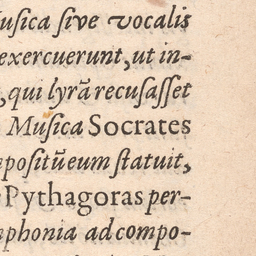 uſica ſive vocalis
exercuerunt, ut in-
, qui lyrã recuſaſſet
Muſica Socrates
poſitũ eum ſtatuit,
Pythagoras per-
phonia ad compo-